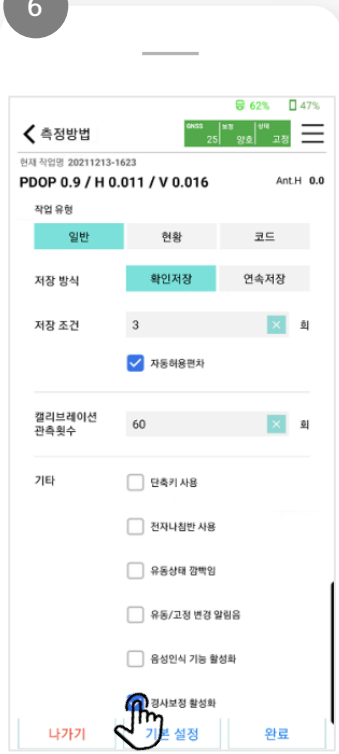 6
62% 47%
측정방법 GNSS 25 보정 양호 상태 고정
현재 작업명 20211213-1623
PDOP 0.9 / H 0.011 / V 0.016 Ant.H 0.0
작업 유형
일반 현황 코드
저장 방식 확인저장 연속저장
저장 조건 3 회
자동허용편차
캘리브레이션
관측횟수 60 회
기타 단축키 사용
전자나침반 사용
유동상태 깜빡임
유동/고정 변경 알림음
음성인식 기능 활성화
경사보정 활성화
나가기 기본 설정 완료